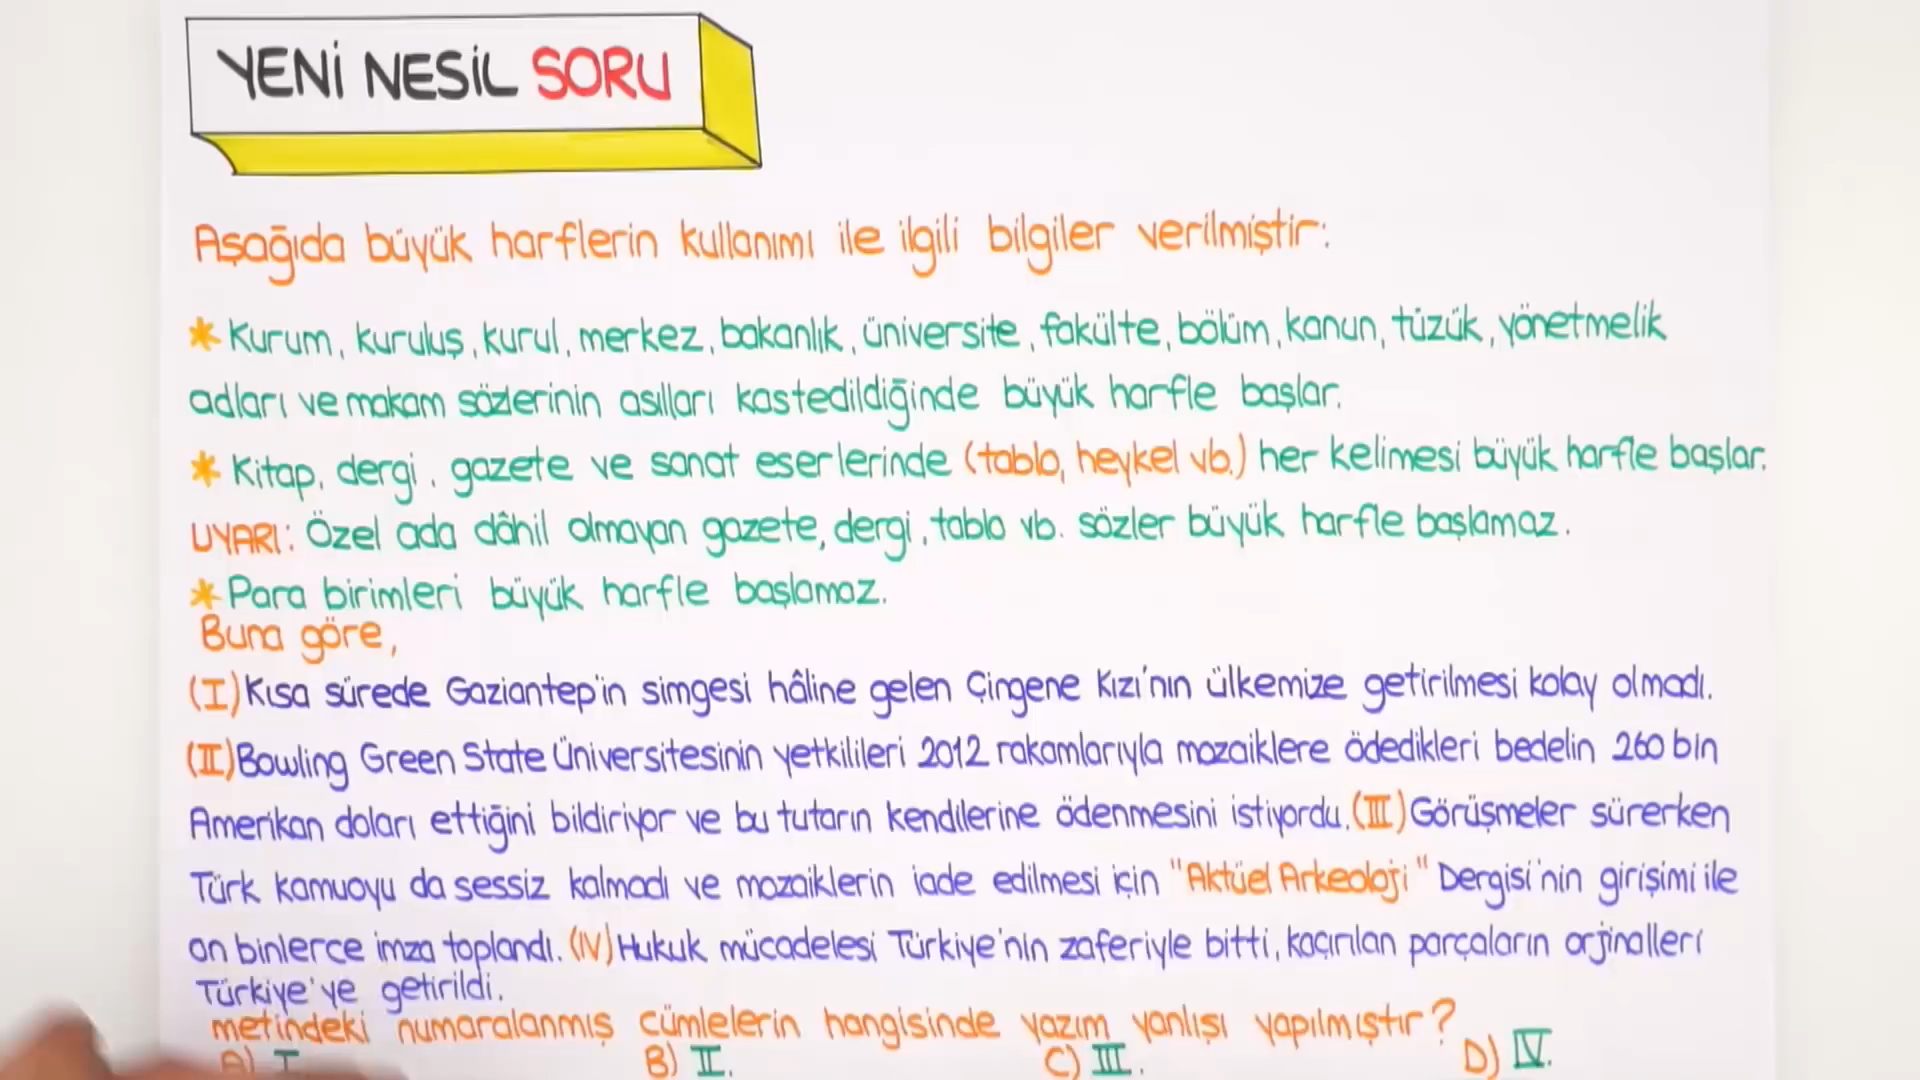 YENİ NESİL SORU
Aşağıda büyük harflerin kullanımı ile ilgili bilgiler verilmiştir:
* Kurum, kuruluş, kurul, merkez, bakanlık, üniversite, fakülte, bölüm, kanun, tüzük, yönetmelik
adları ve makam sözlerinin asılları kastedildiğinde büyük harfle başlar.
* Kitap, dergi, gazete ve sanat eserlerinde (tablo, heykel vb.) her kelimesi büyük harfle başlar.
UYARI: Özel ada dâhil olmayan gazete, dergi, tablo vb. sözler büyük harfle başlamaz.
* Para birimleri büyük harfle başlamaz.
Buna göre,
(I) Kısa sürede Gaziantep'in simgesi hâline gelen Çingene Kızı'nın ülkemize getirilmesi kolay olmadı.
(II) Bowling Green State Üniversitesinin yetkilileri 2012 rakamlarıyla mozaiklere ödedikleri bedelin 260 bin
Amerikan doları ettiğini bildiriyor ve bu tutarın kendilerine ödenmesini istiyordu. (III) Görüşmeler sürerken
Türk kamuoyu da sessiz kalmadı ve mozaiklerin iade edilmesi için "Aktüel Arkeoloji" Dergisi'nin girişimi ile
on binlerce imza toplandı. (IV) Hukuk mücadelesi Türkiye'nin zaferiyle bitti, kaçırılan parçaların orjinalleri
Türkiye'ye getirildi.
metindeki numaralanmış cümlelerin hangisinde yazım yanlışı yapılmıştır?
A) I. B) II. C) III. D) IV.